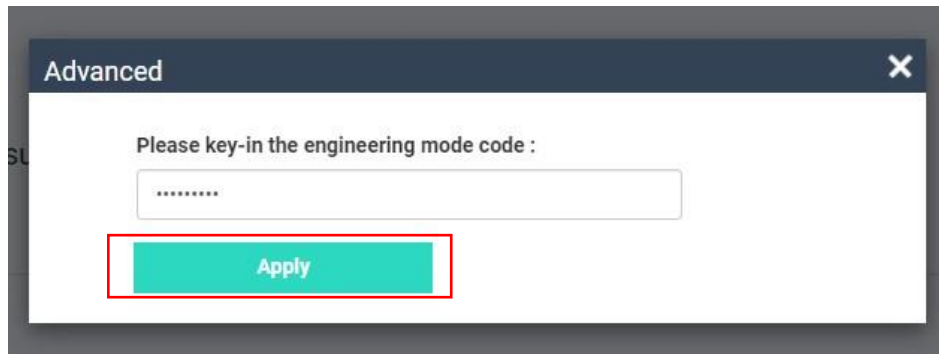 Advanced
Please key-in the engineering mode code :
•••••••••
Apply